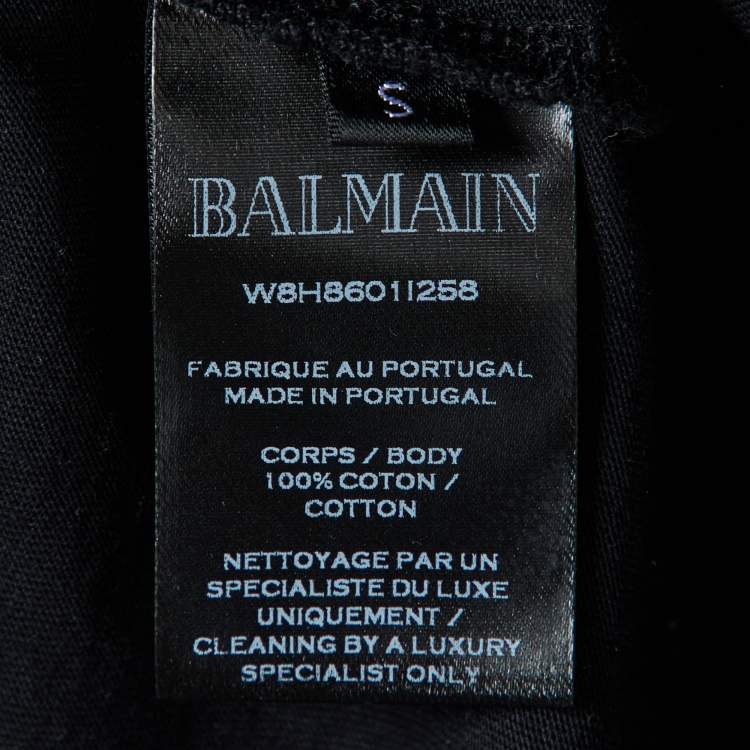 S
BALMAIN
W8H8601I258
FABRIQUE AU PORTUGAL
MADE IN PORTUGAL
CORPS / BODY
100% COTON /
COTTON
NETTOYAGE PAR UN
SPECIALISTE DU LUXE
UNIQUEMENT /
CLEANING BY A LUXURY
SPECIALIST ONLY